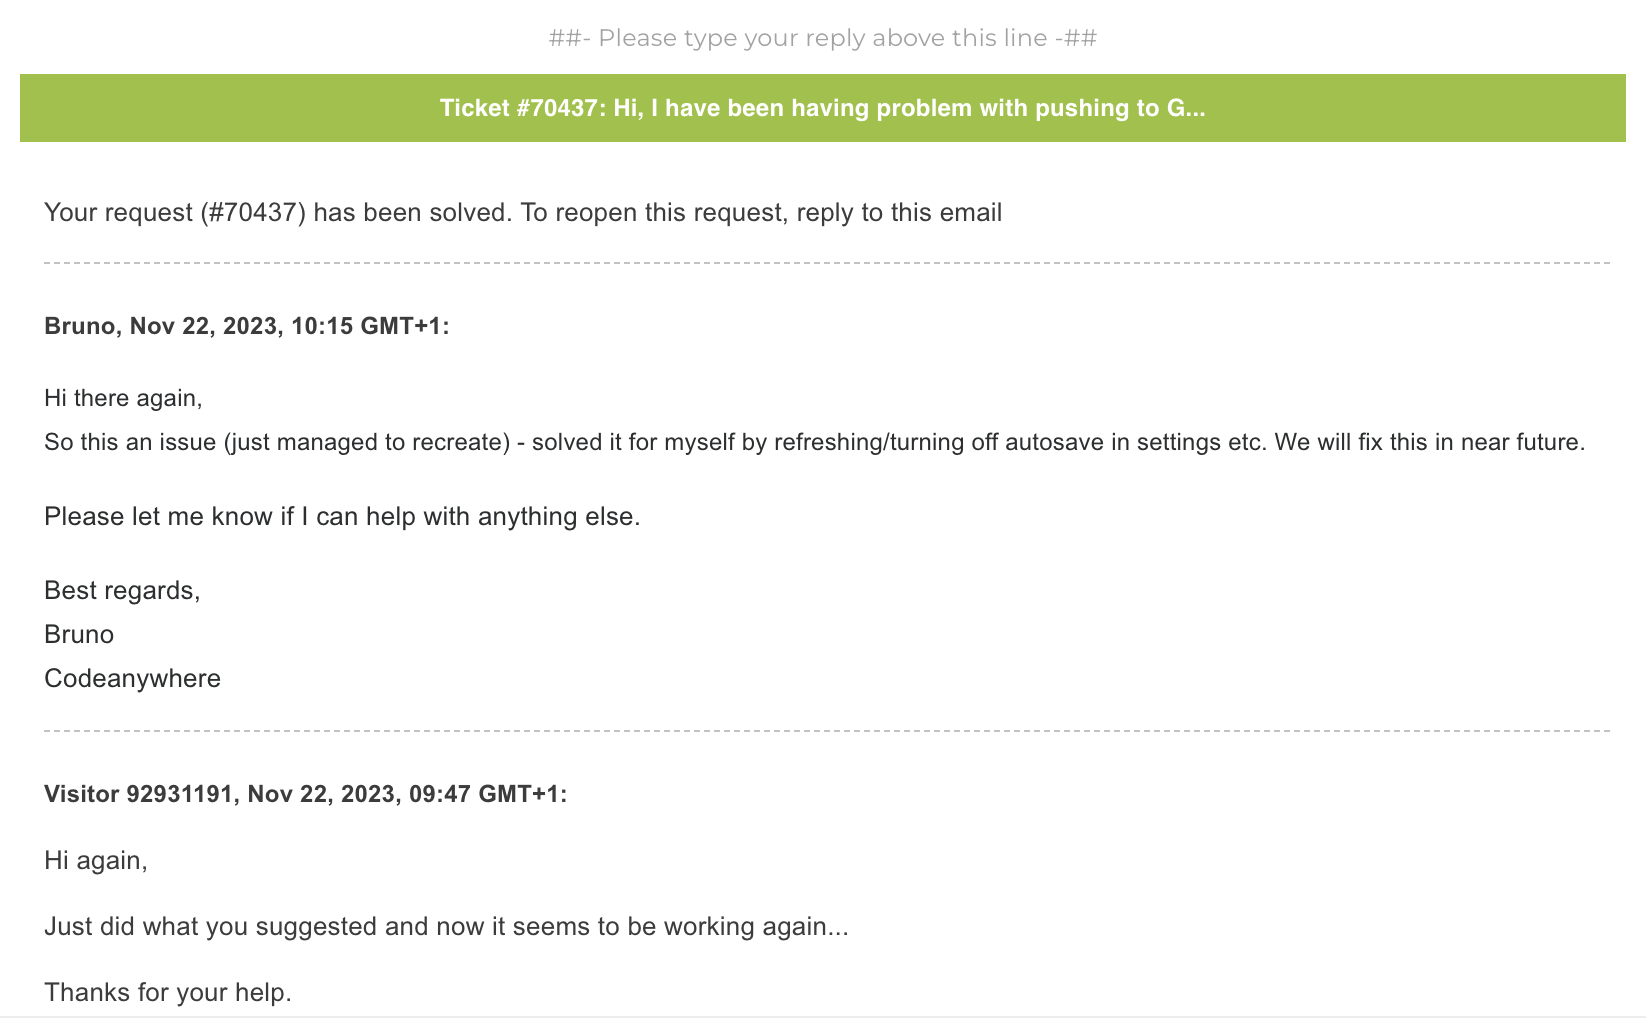 ##- Please type your reply above this line -##
Ticket #70437: Hi, I have been having problem with pushing to G...
Your request (#70437) has been solved. To reopen this request, reply to this email
Bruno, Nov 22, 2023, 10:15 GMT+1:
Hi there again,
So this an issue (just managed to recreate) - solved it for myself by refreshing/turning off autosave in settings etc. We will fix this in near future.
Please let me know if I can help with anything else.
Best regards,
Bruno
Codeanywhere
Visitor 92931191, Nov 22, 2023, 09:47 GMT+1:
Hi again,
Just did what you suggested and now it seems to be working again...
Thanks for your help.